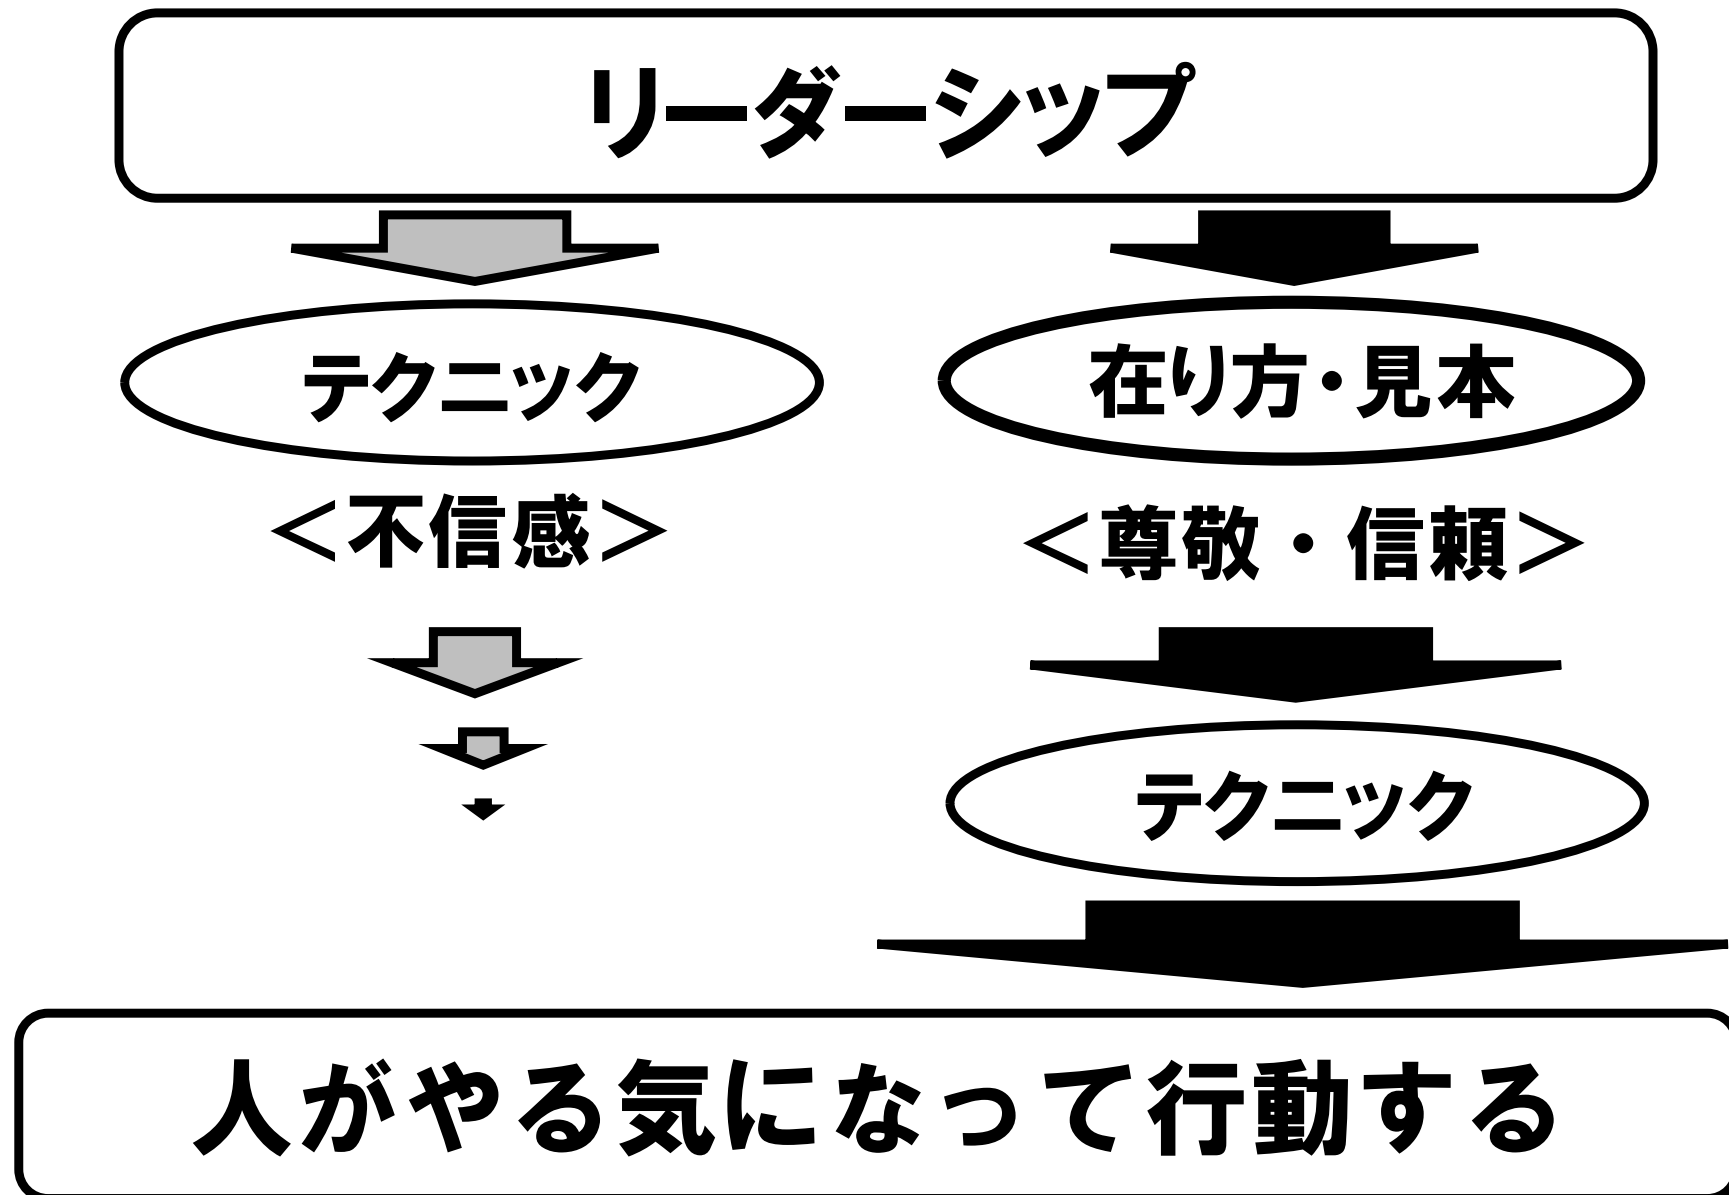 リーダーシップ
テクニック
＜不信感＞
在り方・見本
＜尊敬・信頼＞
テクニック
人がやる気になって行動する